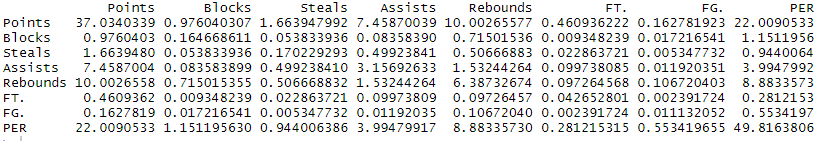 Points Blocks Steals Assists Rebounds FT. FG. PER
Points 37.0340339 0.976040307 1.663947992 7.45870039 10.00265577 0.460936222 0.162781923 22.0090533
Blocks 0.9760403 0.164668611 0.053833936 0.08358390 0.71501536 0.009348239 0.017216541 1.1511956
Steals 1.6639480 0.053833936 0.170229293 0.49923841 0.50666883 0.022863721 0.005347732 0.9440064
Assists 7.4587004 0.083583899 0.499238410 3.15692633 1.53244264 0.099738085 0.011920351 3.9947992
Rebounds 10.0026558 0.715015355 0.506668832 1.53244264 6.38732674 0.097264568 0.106720403 8.8833573
FT. 0.4609362 0.009348239 0.022863721 0.09973809 0.09726457 0.042652801 0.002391724 0.2812153
FG. 0.1627819 0.017216541 0.005347732 0.01192035 0.10672040 0.002391724 0.011132052 0.5534197
PER 22.0090533 1.151195630 0.944006386 3.99479917 8.88335730 0.281215315 0.553419655 49.8163806